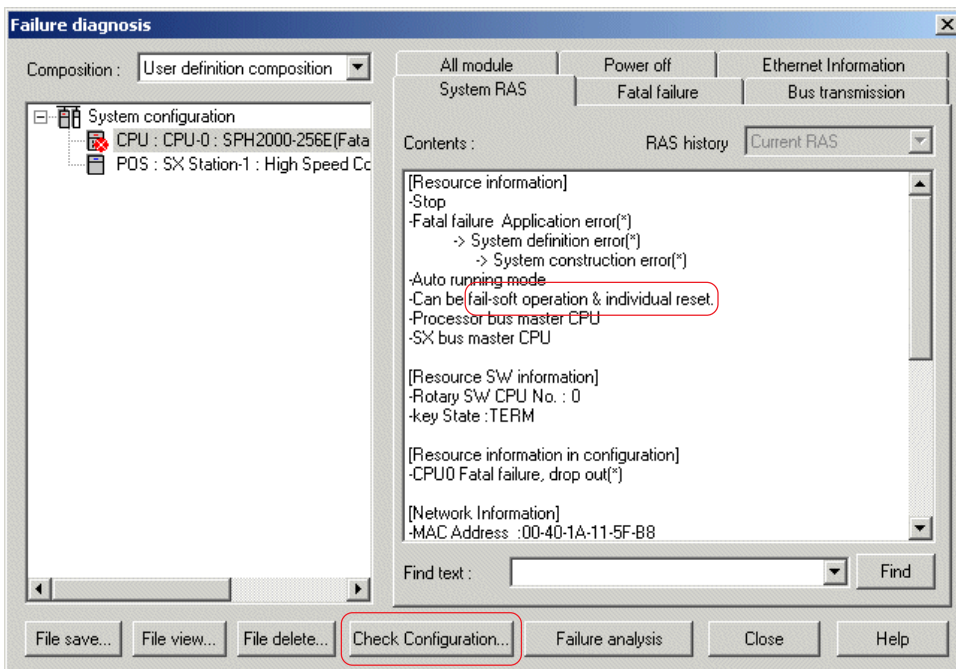 Failure diagnosis
Composition : User definition composition
System configuration
CPU : CPU-0 : SPH2000-256E(Fata
POS : SX Station-1 : High Speed Cc
All module Power off Ethernet Information
System RAS Fatal failure Bus transmission
Contents : RAS history Current RAS
[Resource information]
-Stop
-Fatal failure Application error(*)
-> System definition error(*)
-> System construction error(*)
-Auto running mode
-Can be fail-soft operation & individual reset.
-Processor bus master CPU
-SX bus master CPU
[Resource SW information]
-Rotary SW CPU No. : 0
-key State :TERM
[Resource information in configuration]
-CPU0 Fatal failure, drop out(*)
[Network Information]
-MAC Address :00-40-1A-11-5F-B8
Find text : Find
File save... File view... File delete... Check Configuration... Failure analysis Close Help